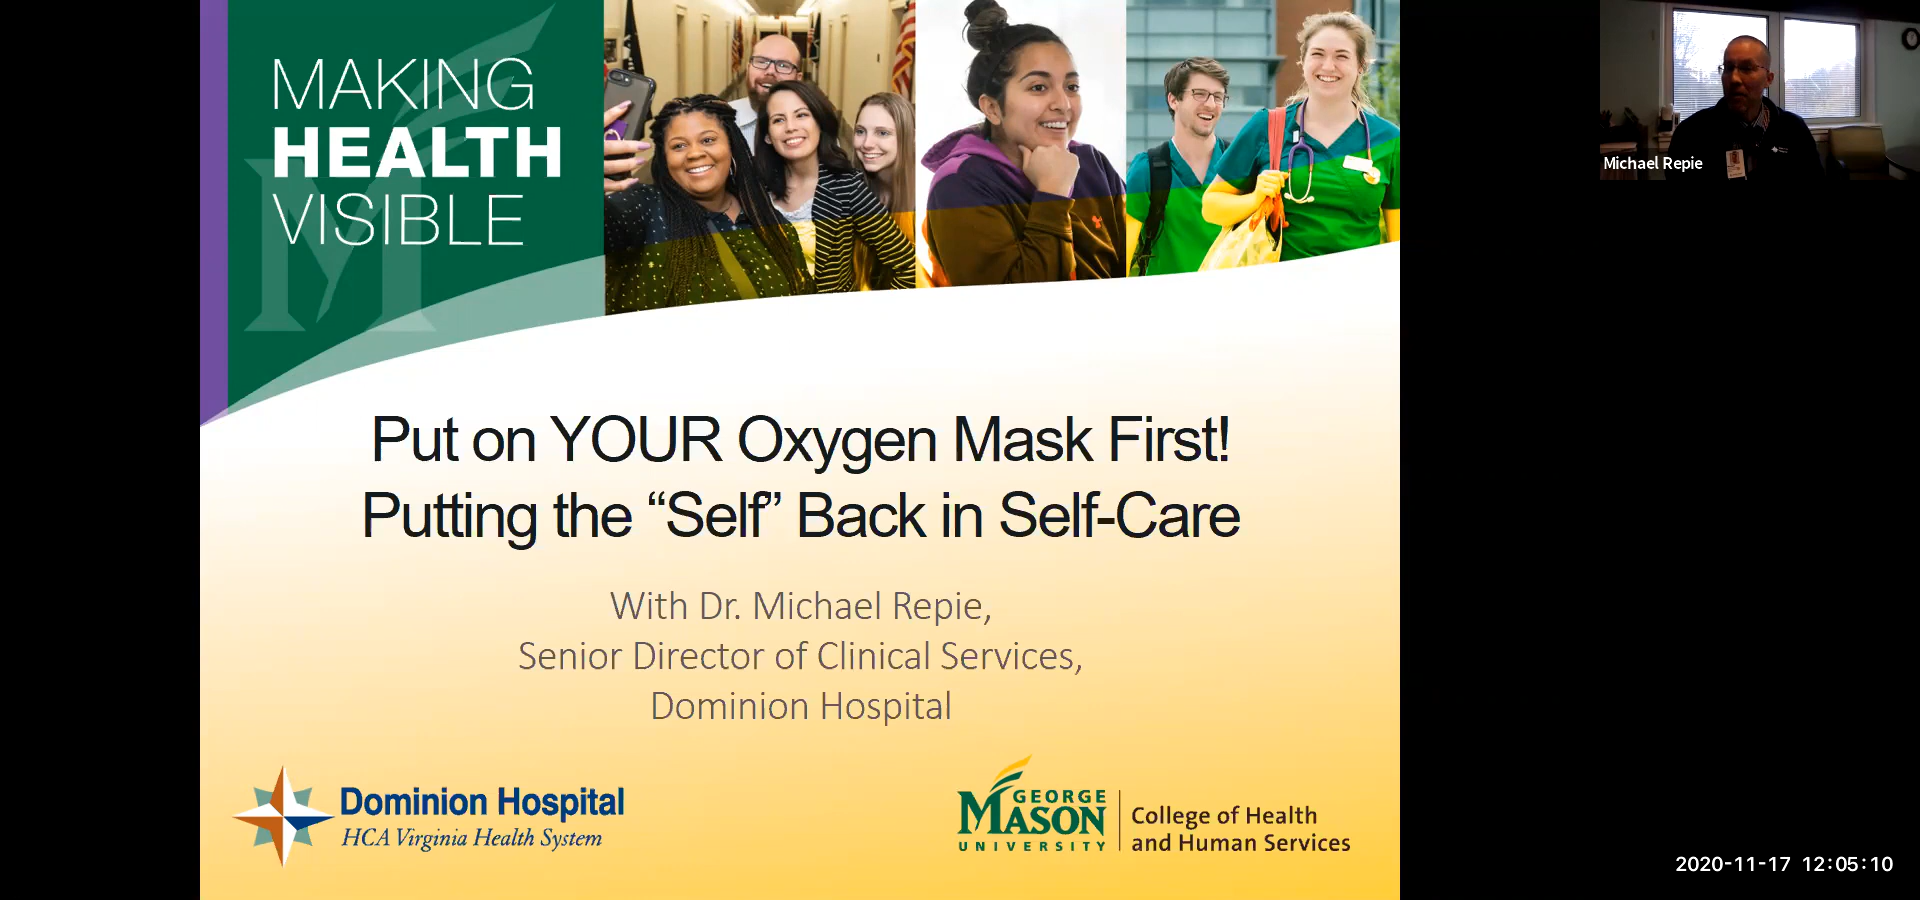 MAKING
HEALTH
VISIBLE
Michael Repie
Put on YOUR Oxygen Mask First!
Putting the “Self” Back in Self-Care
With Dr. Michael Repie,
Senior Director of Clinical Services,
Dominion Hospital
Dominion Hospital
HCA Virginia Health System
GEORGE
MASON
UNIVERSITY
College of Health
and Human Services
2020-11-17 12:05:10